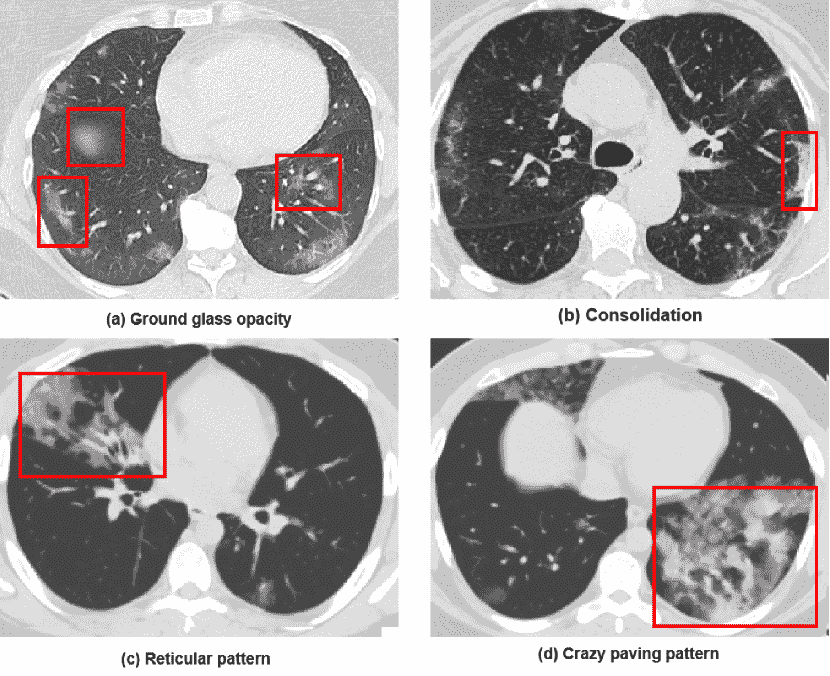 (a) Ground glass opacity
(b) Consolidation
(c) Reticular pattern
(d) Crazy paving pattern